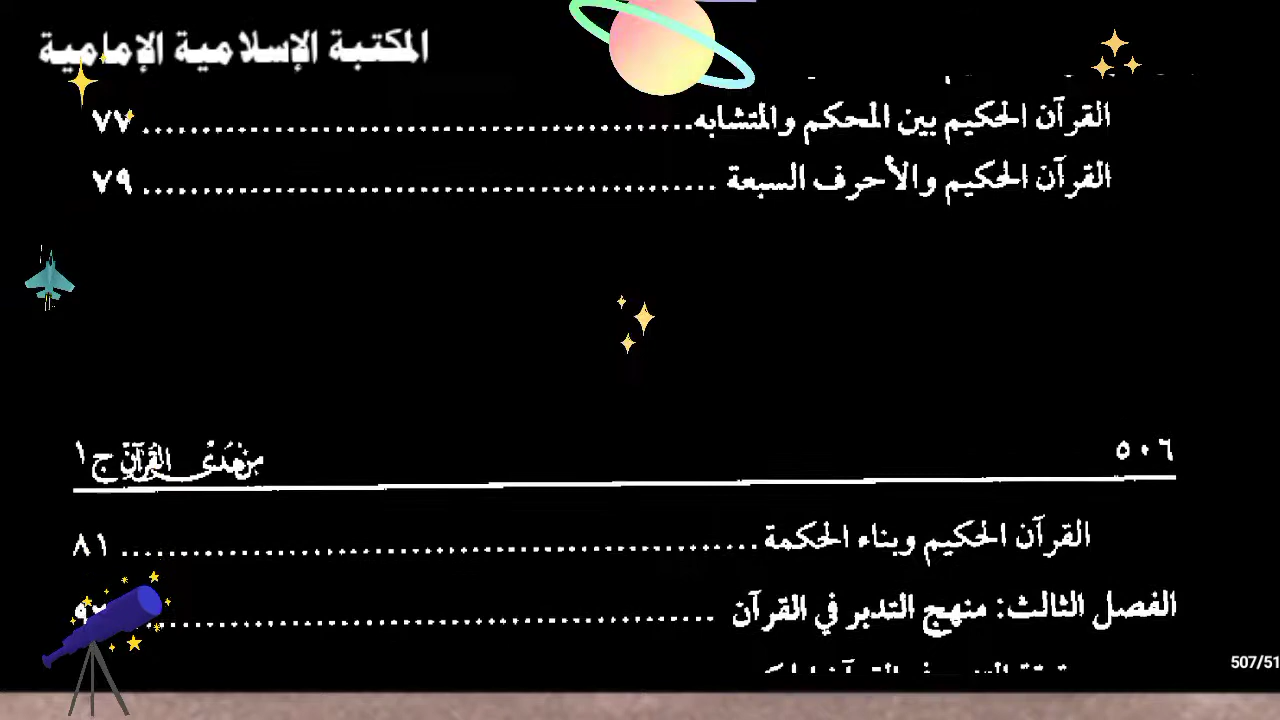 المكتبة الإسلامية الإمامية
القرآن الحكيم بين المحكم والمتشابه ........................................ ٧٧
القرآن الحكيم والأحرف السبعة ........................................ ٧٩
٥٠٦ من هدى القرآن ج ١
القرآن الحكيم وبناء الحكمة ........................................ ٨١
الفصل الثالث: منهج التدبر في القرآن ........................................
507/51